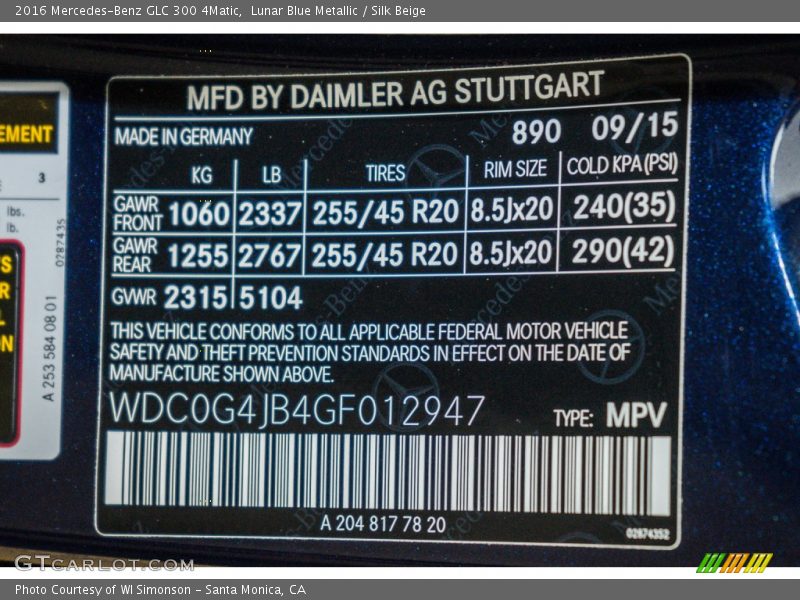 2016 Mercedes-Benz GLC 300 4Matic,  Lunar Blue Metallic / Silk Beige
MFD BY DAIMLER AG STUTTGART
MADE IN GERMANY 890 09/15
KG LB TIRES RIM SIZE COLD KPA (PSI)
GAWR FRONT 1060 2337 255/45 R20 8.5Jx20 240(35)
GAWR REAR 1255 2767 255/45 R20 8.5Jx20 290(42)
GWR 2315 5104
THIS VEHICLE CONFORMS TO ALL APPLICABLE FEDERAL MOTOR VEHICLE
SAFETY AND THEFT PREVENTION STANDARDS IN EFFECT ON THE DATE OF
MANUFACTURE SHOWN ABOVE.
WDC0G4JB4GF012947 TYPE: MPV
A 204 817 78 20
02874352
EMENT
3
lbs.
lb.
0287435
A 253 584 08 01
GTCARLOT.COM
Photo Courtesy of WI Simonson - Santa Monica, CA